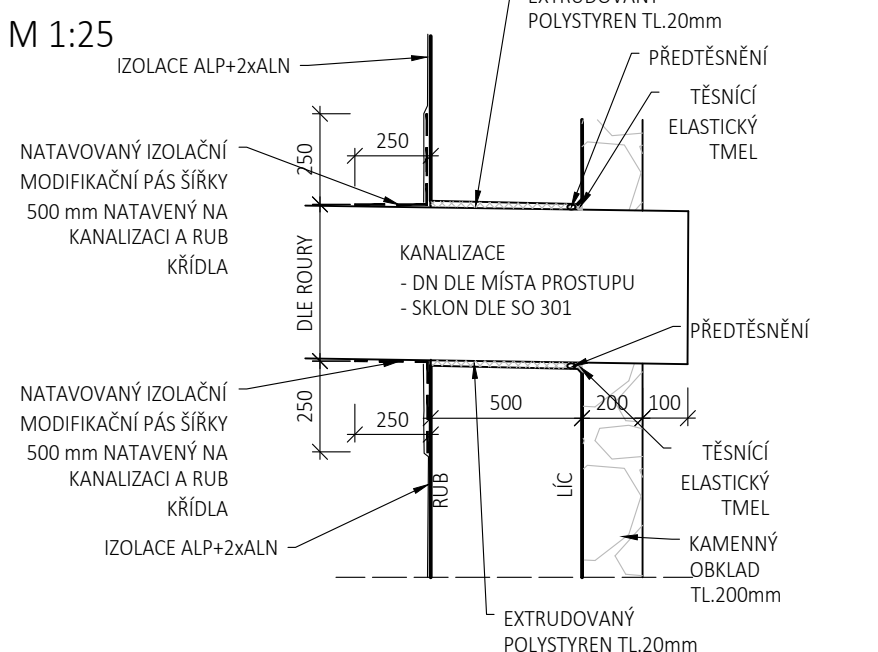 EXTRUDOVANÝ
POLYSTYREN TL.20mm
M 1:25
IZOLACE ALP+2xALN
PŘEDTĚSNĚNÍ
TĚSNÍCÍ
ELASTICKÝ
TMEL
250
250
NATAVOVANÝ IZOLAČNÍ
MODIFIKAČNÍ PÁS ŠÍŘKY
500 mm NATAVENÝ NA
KANALIZACI A RUB
KŘÍDLA
DLE ROURY
KANALIZACE
- DN DLE MÍSTA PROSTUPU
- SKLON DLE SO 301
PŘEDTĚSNĚNÍ
NATAVOVANÝ IZOLAČNÍ
MODIFIKAČNÍ PÁS ŠÍŘKY
500 mm NATAVENÝ NA
KANALIZACI A RUB
KŘÍDLA
250
250
500
200
100
RUB
LÍC
TĚSNÍCÍ
ELASTICKÝ
TMEL
IZOLACE ALP+2xALN
KAMENNÝ
OBKLAD
TL.200mm
EXTRUDOVANÝ
POLYSTYREN TL.20mm